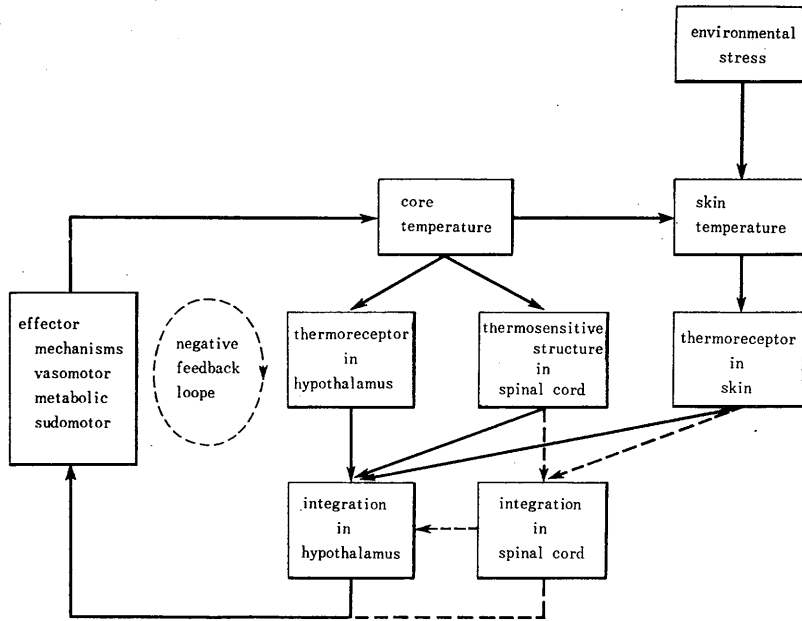 environmental
stress
core
temperature
skin
temperature
effector
mechanisms
vasomotor
metabolic
sudomotor
negative
feedback
loope
thermoreceptor
in
hypothalamus
thermosensitive
structure
in
spinal cord
thermoreceptor
in
skin
integration
in
hypothalamus
integration
in
spinal cord